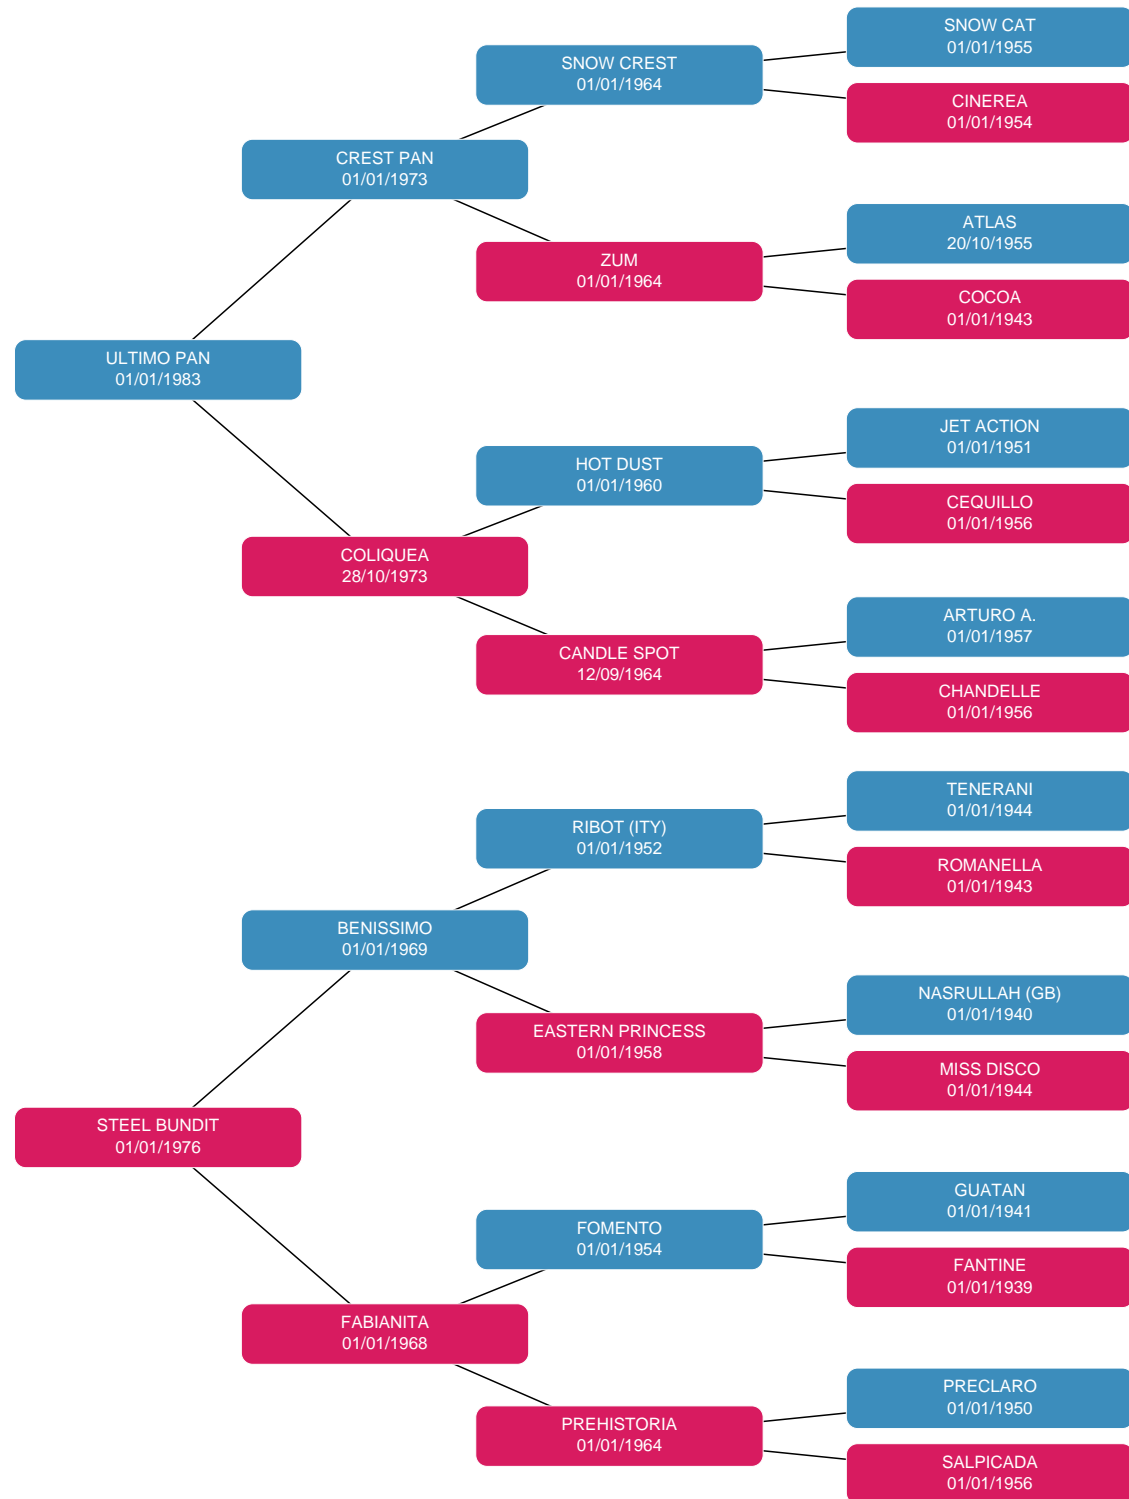 SNOW CAT
01/01/1955
SNOW CREST
01/01/1964
CINEREA
01/01/1954
CREST PAN
01/01/1973
ATLAS
20/10/1955
ZUM
01/01/1964
COCOA
01/01/1943
ULTIMO PAN
01/01/1983
JET ACTION
01/01/1951
HOT DUST
01/01/1960
CEQUILLO
01/01/1956
COLIQUEA
28/10/1973
ARTURO A.
01/01/1957
CANDLE SPOT
12/09/1964
CHANDELLE
01/01/1956
TENERANI
01/01/1944
RIBOT (ITY)
01/01/1952
ROMANELLA
01/01/1943
BENISSIMO
01/01/1969
NASRULLAH (GB)
01/01/1940
EASTERN PRINCESS
01/01/1958
MISS DISCO
01/01/1944
STEEL BUNDIT
01/01/1976
GUATAN
01/01/1941
FOMENTO
01/01/1954
FANTINE
01/01/1939
FABIANITA
01/01/1968
PRECLARO
01/01/1950
PREHISTORIA
01/01/1964
SALPICADA
01/01/1956